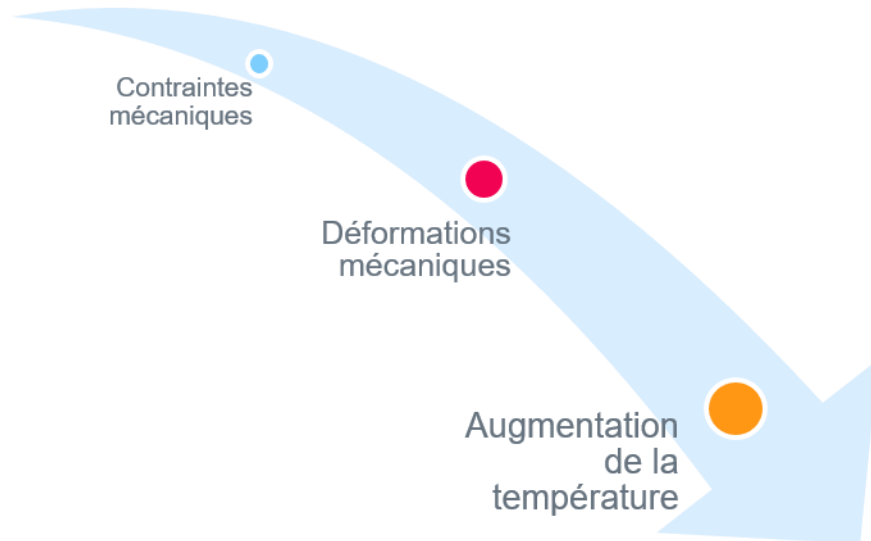 Contraintes
mécaniques
Déformations
mécaniques
Augmentation
de la
température